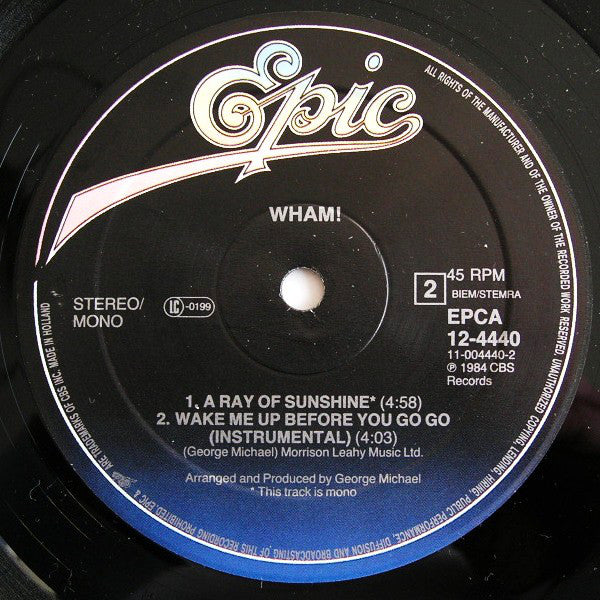 Epic
WHAM!
STEREO/
MONO
LC-0199
2
45 RPM
BIEM/STEMRA
EPCA
12-4440
11-004440-2
℗ 1984 CBS
Records
1. A RAY OF SUNSHINE* (4:58)
2. WAKE ME UP BEFORE YOU GO GO
(INSTRUMENTAL) (4:03)
(George Michael) Morrison Leahy Music Ltd.
Arranged and Produced by George Michael
* This track is mono
ALL RIGHTS OF THE MANUFACTURER AND OF THE OWNER OF THE RECORDED WORK RESERVED. UNAUTHORIZED COPYING, LENDING, HIRING, PUBLIC PERFORMANCE, DIFFUSION AND BROADCASTING OF THIS RECORDING PROHIBITED EPIC & ARE TRADEMARKS OF CBS INC. MADE IN HOLLAND